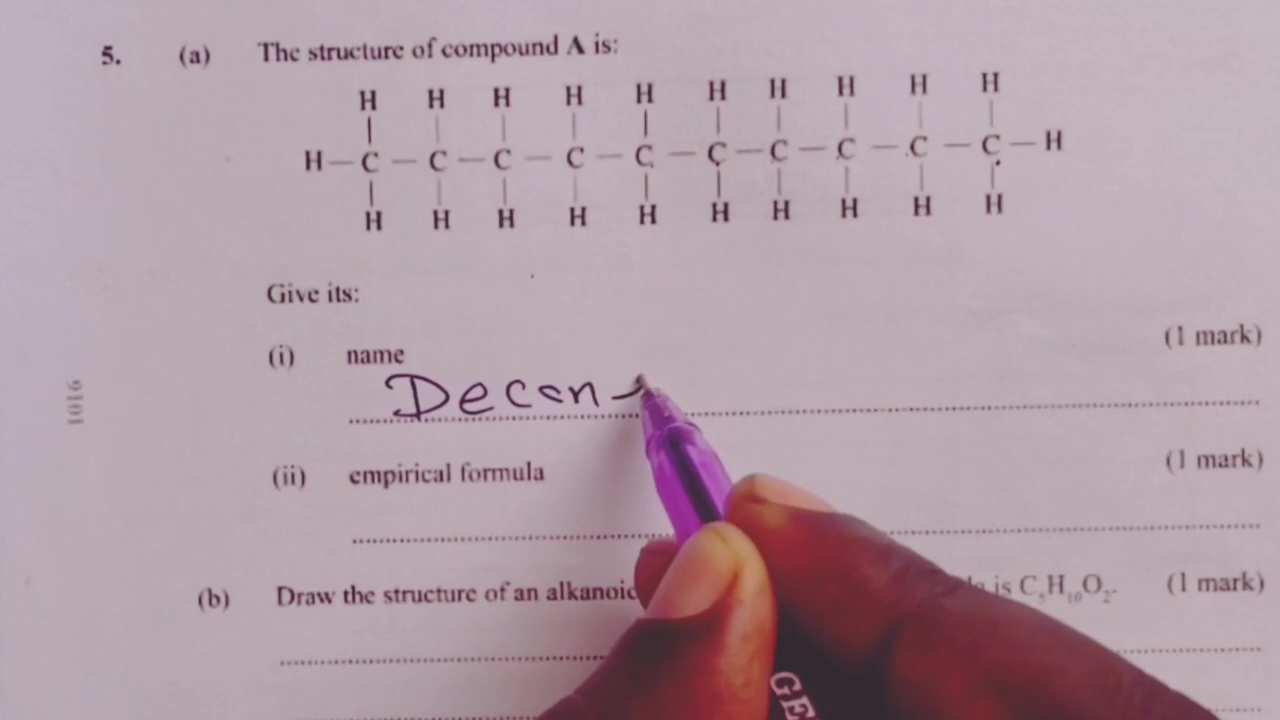 5. (a) The structure of compound A is:
H H H H H H H H H H
H—C—C—C—C—C—C—C—C—C—C—H
H H H H H H H H H H
Give its:
(i) name (1 mark)
Decan
(ii) empirical formula (1 mark)
(b) Draw the structure of an alkanoic is C₅H₁₀O₂. (1 mark)
1016
GE